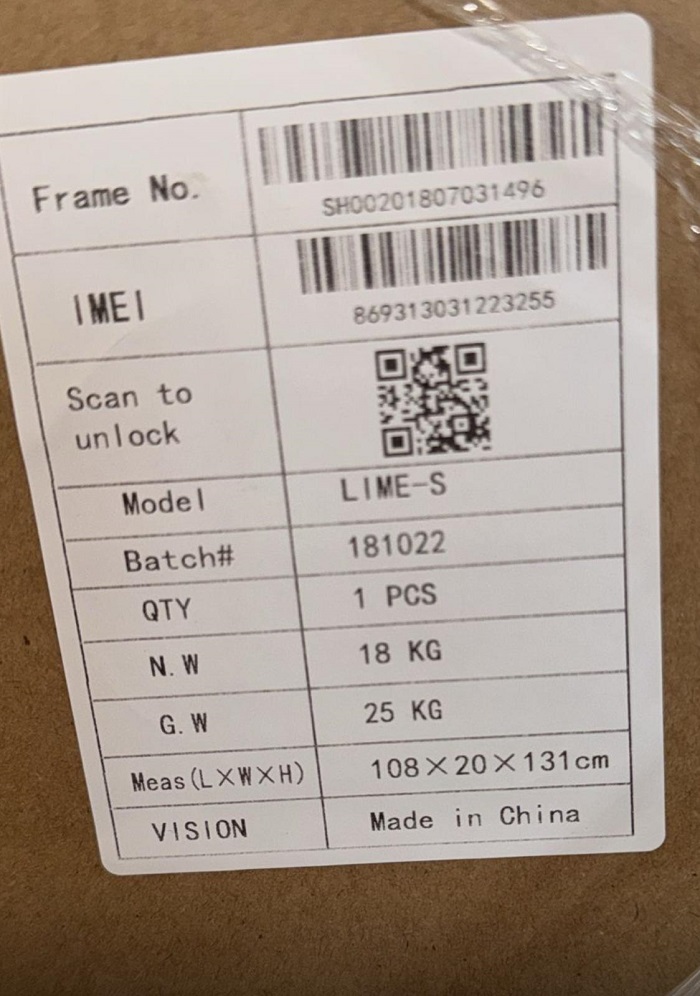 Frame No.
SH00201807031496
IMEI
869313031223255
Scan to
unlock
Model LIME-S
Batch# 181022
QTY 1 PCS
N.W 18 KG
G.W 25 KG
Meas(L×W×H) 108×20×131cm
VISION Made in China